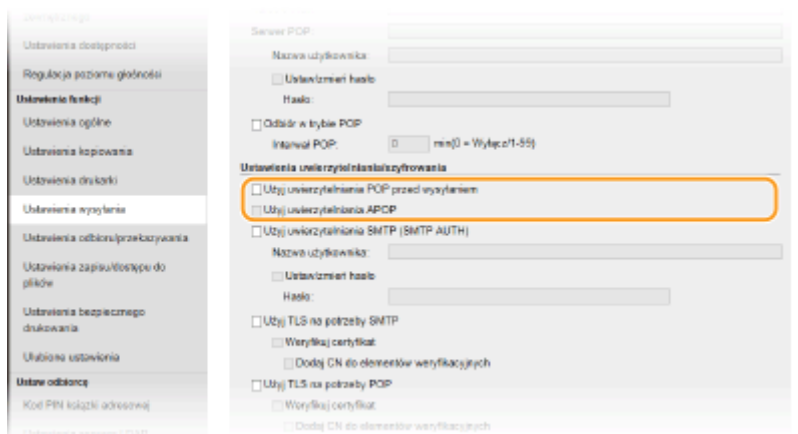 zewnętrznego
Ustawienia dostępności
Regulacja poziomu głośności
Ustawienia funkcji
Ustawienia ogólne
Ustawienia kopiowania
Ustawienia drukarki
Ustawienia wysyłania
Ustawienia odbioru/przekazywania
Ustawienia zapisu/dostępu do
plików
Ustawienia bezpiecznego
drukowania
Ulubione ustawienia
Ustaw odbiorcę
Kod PIN książki adresowej
Serwer POP:
Nazwa użytkownika:
Ustaw/zmień hasło
Hasło:
Odbiór w trybie POP
Interwał POP:
0
min(0 = Wyłącz/1-99)
Ustawienia uwierzytelniania/szyfrowania
Użyj uwierzytelniania POP przed wysyłaniem
Użyj uwierzytelniania APOP
Użyj uwierzytelniania SMTP (SMTP AUTH)
Nazwa użytkownika:
Ustaw/zmień hasło
Hasło:
Użyj TLS na potrzeby SMTP
Weryfikuj certyfikat
Dodaj CN do elementów weryfikacyjnych
Użyj TLS na potrzeby POP
Weryfikuj certyfikat
Dodaj CN do elementów weryfikacyjnych